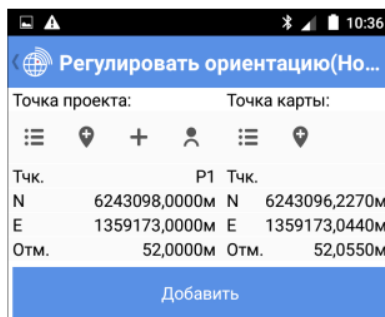 10:36
Регулировать ориентацию(Но...
Точка проекта: Точка карты:
Тчк. P1 Тчк.
N 6243098,0000м N 6243096,2270м
E 1359173,0000м E 1359173,0440м
Отм. 52,0000м Отм. 52,0550м
Добавить